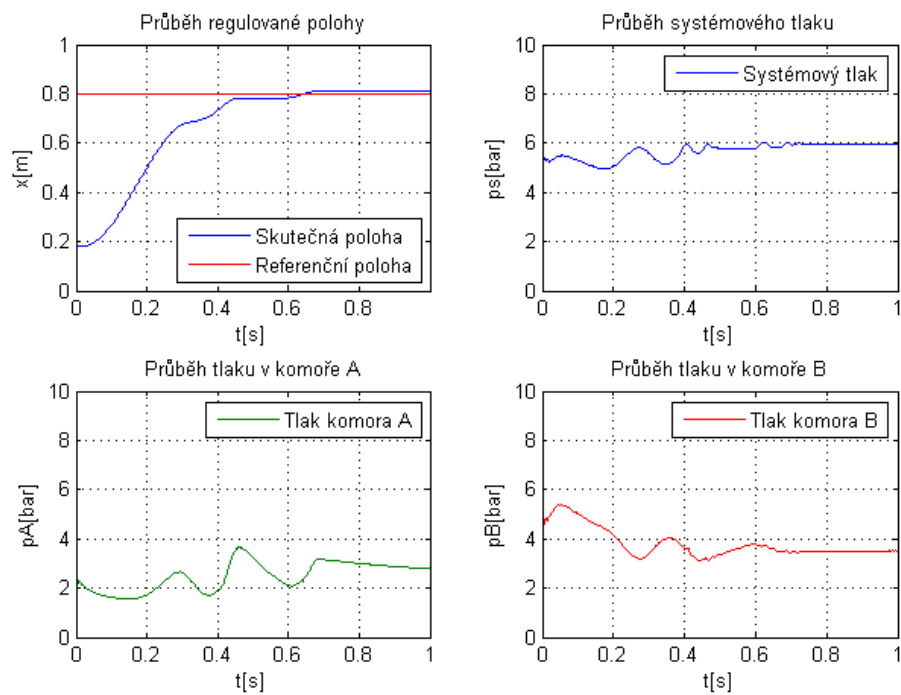 Průběh regulované polohy
1
0.8
0.6
0.4
0.2
0
x[m]
Skutečná poloha
Referenční poloha
0 0.2 0.4 0.6 0.8 1
t[s]
Průběh systémového tlaku
10
8
6
4
2
0
ps[bar]
Systémový tlak
0 0.2 0.4 0.6 0.8 1
t[s]
Průběh tlaku v komoře A
10
8
6
4
2
0
pA[bar]
Tlak komora A
0 0.2 0.4 0.6 0.8 1
t[s]
Průběh tlaku v komoře B
10
8
6
4
2
0
pB[bar]
Tlak komora B
0 0.2 0.4 0.6 0.8 1
t[s]